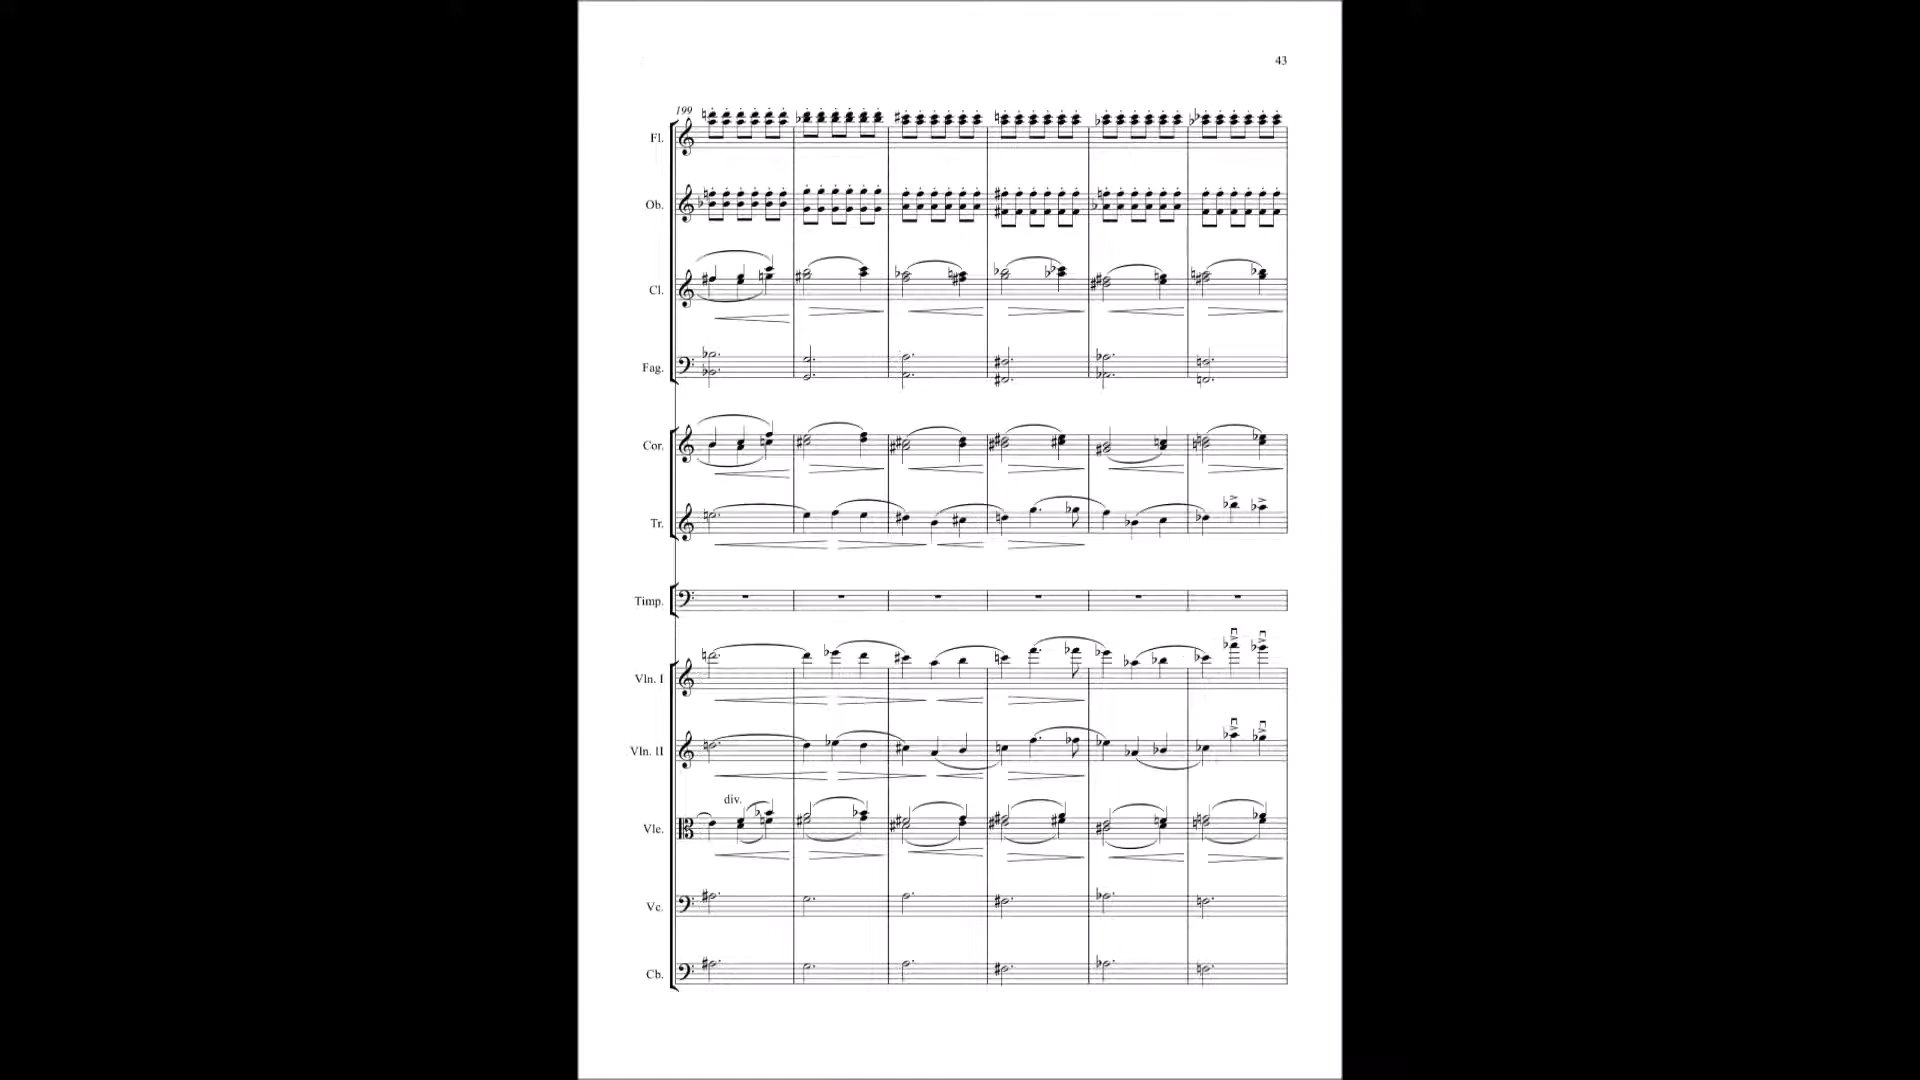 43
199
Fl.
Ob.
Cl.
Fag.
Cor.
Tr.
Timp.
Vln. I
Vln. II
div.
Vle.
Vc.
Cb.